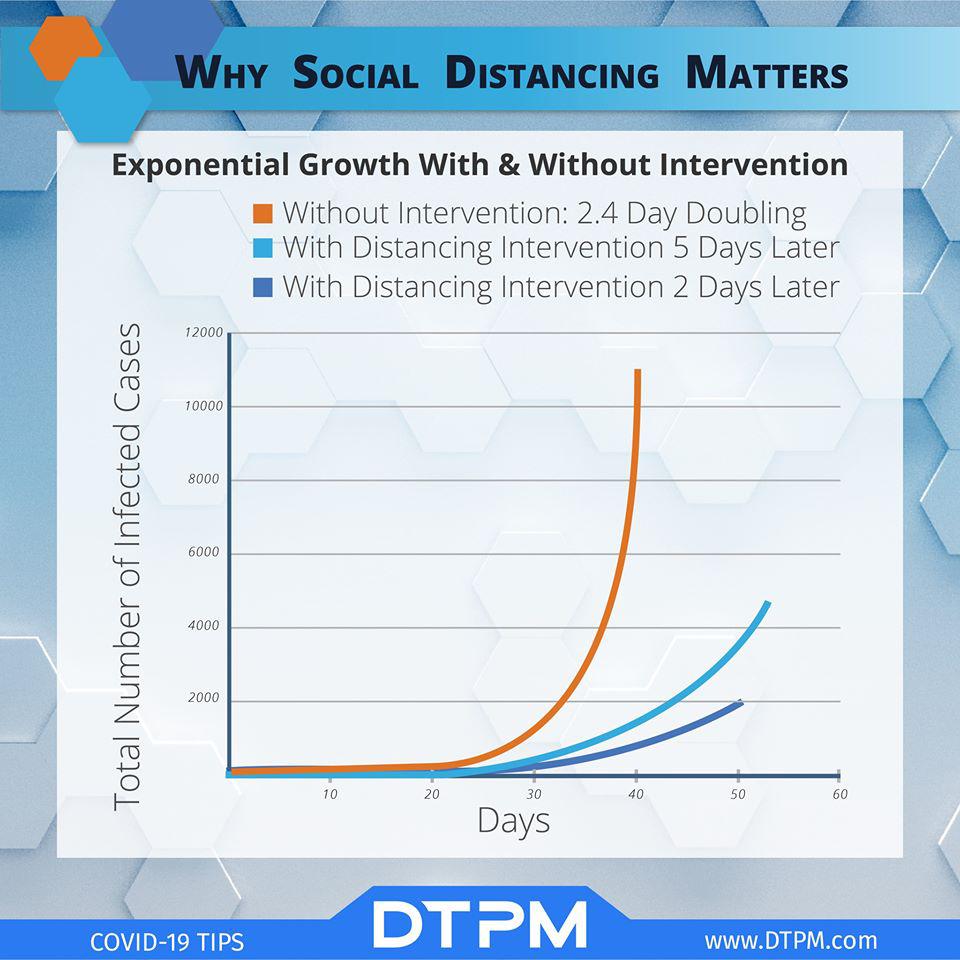 WHY SOCIAL DISTANCING MATTERS
Exponential Growth With & Without Intervention
Without Intervention: 2.4 Day Doubling
With Distancing Intervention 5 Days Later
With Distancing Intervention 2 Days Later
Total Number of Infected Cases
12000
10000
8000
6000
4000
2000
10 20 30 40 50 60
Days
COVID-19 TIPS
DTPM
www.DTPM.com